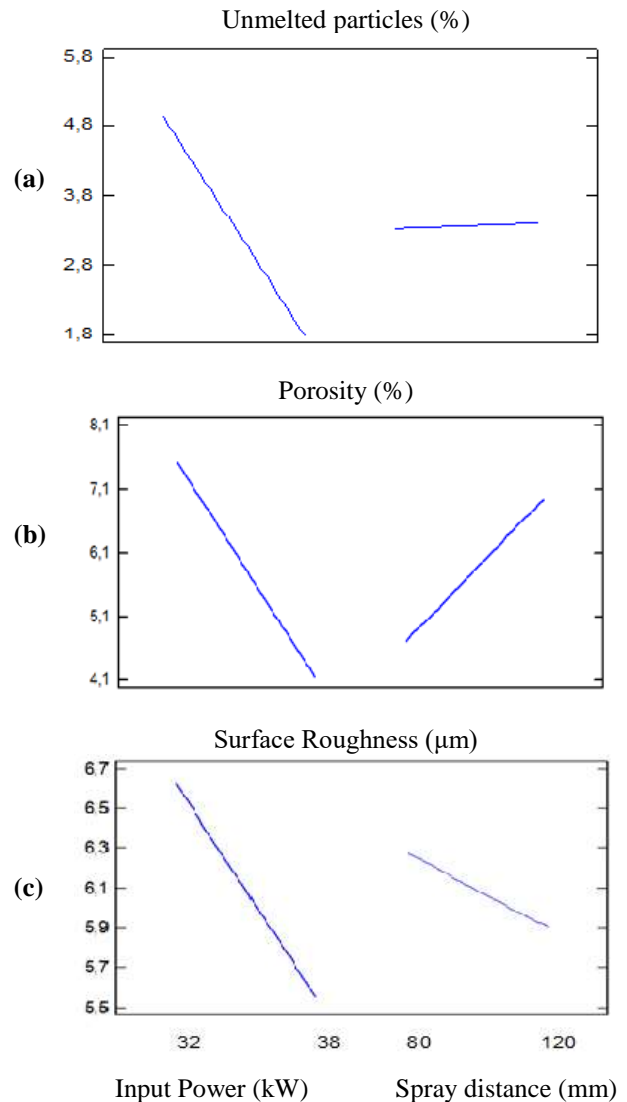 Unmelted particles (%)
5,8
4,8
(a)
3,8
2,8
1,8
Porosity (%)
8,1
7,1
(b)
6,1
5,1
4,1
Surface Roughness (μm)
6.7
6.5
6.3
(c)
6.1
5.9
5.7
5.5
32 38 80 120
Input Power (kW) Spray distance (mm)